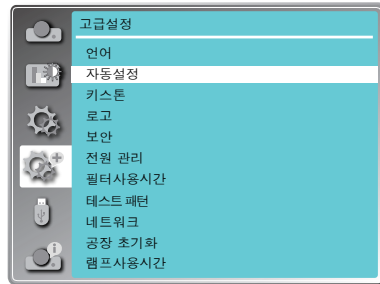 고급설정
언어
자동설정
키스톤
로고
보안
전원 관리
필터사용시간
테스트 패턴
네트워크
공장 초기화
램프사용시간